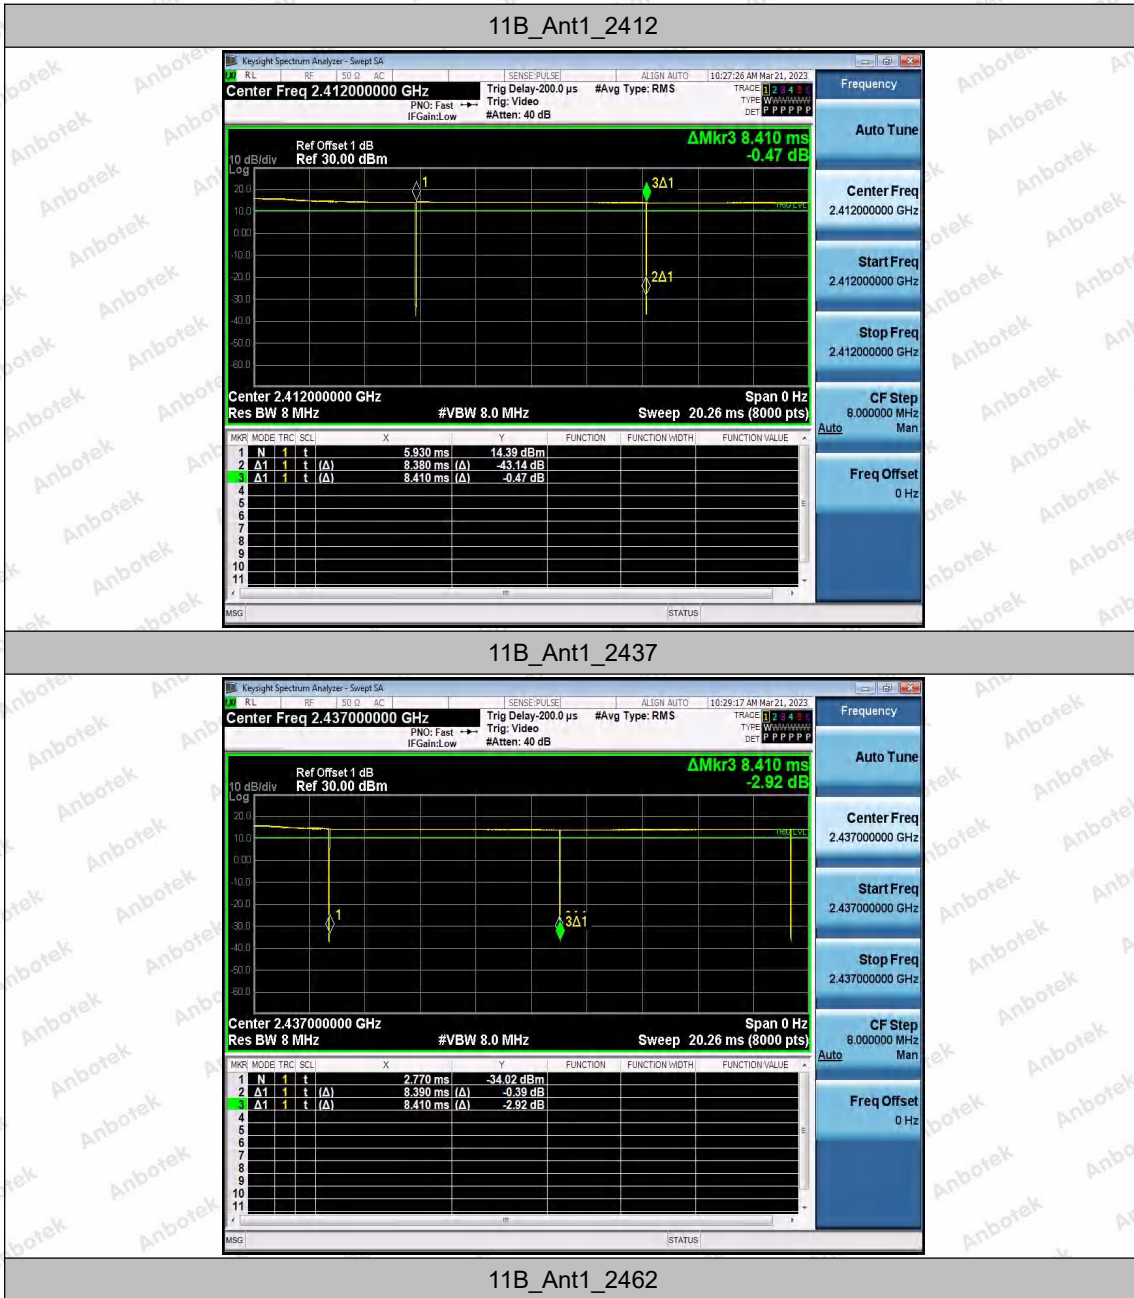 11B_Ant1_2412
Keysight Spectrum Analyzer - Swept SA
RL RF 50 Ω AC SENSE:PULSE ALIGN AUTO 10:27:26 AM Mar 21, 2023
Center Freq 2.412000000 GHz
PNO: Fast
IFGain:Low
Trig Delay-200.0 µs
Trig: Video
#Atten: 40 dB
#Avg Type: RMS
TRACE 1 2 3 4 5 6
TYPE WWWWWW
DET P P P P P P
ΔMkr3 8.410 ms
-0.47 dB
Ref Offset 1 dB
10 dB/div Ref 30.00 dBm
Log
20.0
10.0
0.00
-10.0
-20.0
-30.0
-40.0
-50.0
-60.0
1
3Δ1
2Δ1
TRIG LVL
Center 2.412000000 GHz Span 0 Hz
Res BW 8 MHz #VBW 8.0 MHz Sweep 20.26 ms (8000 pts)
MKR MODE TRC SCL X Y FUNCTION FUNCTION WIDTH FUNCTION VALUE
1 N 1 t 5.930 ms 14.39 dBm
2 Δ1 1 t (Δ) 8.380 ms (Δ) -43.14 dB
3 Δ1 1 t (Δ) 8.410 ms (Δ) -0.47 dB
4
5
6
7
8
9
10
11
MSG STATUS
Frequency
Auto Tune
Center Freq
2.412000000 GHz
Start Freq
2.412000000 GHz
Stop Freq
2.412000000 GHz
CF Step
8.000000 MHz
Auto Man
Freq Offset
0 Hz
11B_Ant1_2437
Keysight Spectrum Analyzer - Swept SA
RL RF 50 Ω AC SENSE:PULSE ALIGN AUTO 10:29:17 AM Mar 21, 2023
Center Freq 2.437000000 GHz
PNO: Fast
IFGain:Low
Trig Delay-200.0 µs
Trig: Video
#Atten: 40 dB
#Avg Type: RMS
TRACE 1 2 3 4 5 6
TYPE WWWWWW
DET P P P P P P
ΔMkr3 8.410 ms
-2.92 dB
Ref Offset 1 dB
10 dB/div Ref 30.00 dBm
Log
20.0
10.0
0.00
-10.0
-20.0
-30.0
-40.0
-50.0
-60.0
TRIG LVL
1
3Δ1
Center 2.437000000 GHz Span 0 Hz
Res BW 8 MHz #VBW 8.0 MHz Sweep 20.26 ms (8000 pts)
MKR MODE TRC SCL X Y FUNCTION FUNCTION WIDTH FUNCTION VALUE
1 N 1 t 2.770 ms -34.02 dBm
2 Δ1 1 t (Δ) 8.390 ms (Δ) -0.39 dB
3 Δ1 1 t (Δ) 8.410 ms (Δ) -2.92 dB
4
5
6
7
8
9
10
11
MSG STATUS
Frequency
Auto Tune
Center Freq
2.437000000 GHz
Start Freq
2.437000000 GHz
Stop Freq
2.437000000 GHz
CF Step
8.000000 MHz
Auto Man
Freq Offset
0 Hz
11B_Ant1_2462
Anbotek